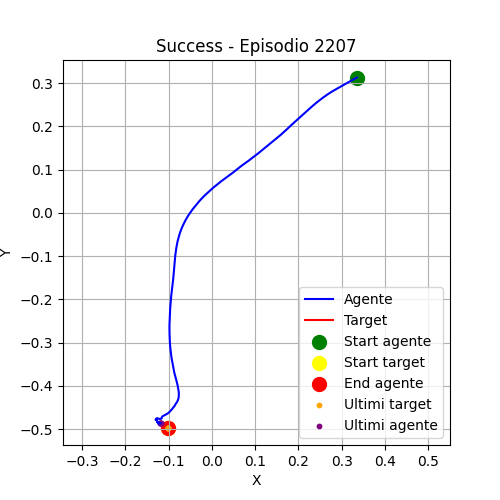 Success - Episodio 2207
0.3
0.2
0.1
0.0
−0.1
−0.2
−0.3
−0.4
−0.5
Y
Agente
Target
Start agente
Start target
End agente
Ultimi target
Ultimi agente
−0.3 −0.2 −0.1 0.0 0.1 0.2 0.3 0.4 0.5
X